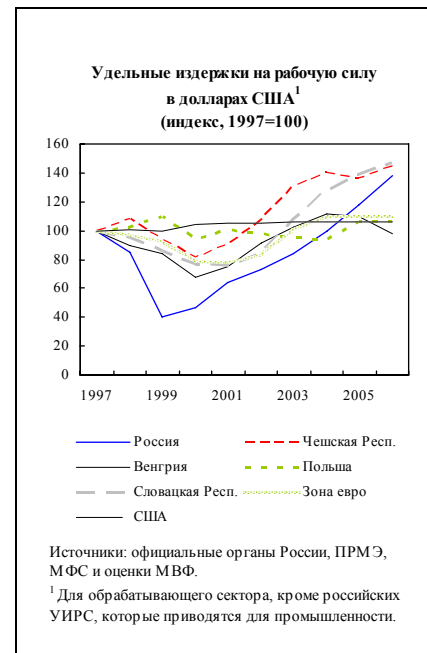 Удельные издержки на рабочую силу
в долларах США1
(индекс, 1997=100)
160
140
120
100
80
60
40
20
0
1997 1999 2001 2003 2005
Россия Чешская Респ.
Венгрия Польша
Словацкая Респ. Зона евро
США
Источники: официальные органы России, ПРМЭ,
МФС и оценки МВФ.
1 Для обрабатывающего сектора, кроме российских
УИРС, которые приводятся для промышленности.